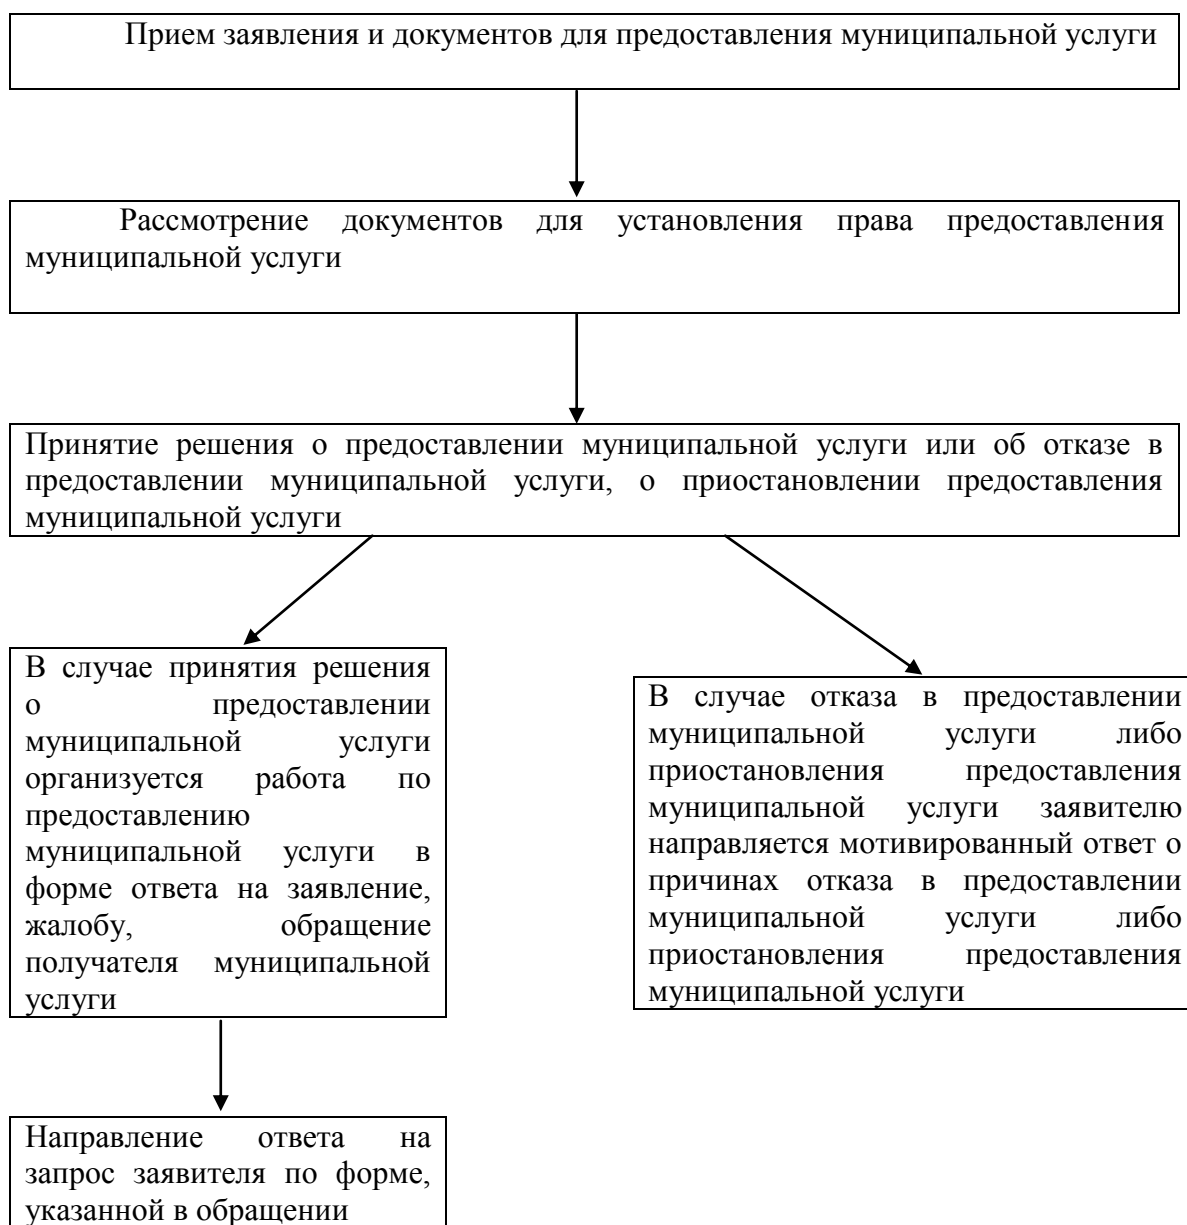 Прием заявления и документов для предоставления муниципальной услуги
Рассмотрение документов для установления права предоставления
муниципальной услуги
Принятие решения о предоставлении муниципальной услуги или об отказе в
предоставлении муниципальной услуги, о приостановлении предоставления
муниципальной услуги
В случае принятия решения
о предоставлении
муниципальной услуги
организуется работа по
предоставлению
муниципальной услуги в
форме ответа на заявление,
жалобу, обращение
получателя муниципальной
услуги
В случае отказа в предоставлении
муниципальной услуги либо
приостановления предоставления
муниципальной услуги заявителю
направляется мотивированный ответ о
причинах отказа в предоставлении
муниципальной услуги либо
приостановления предоставления
муниципальной услуги
Направление ответа на
запрос заявителя по форме,
указанной в обращении